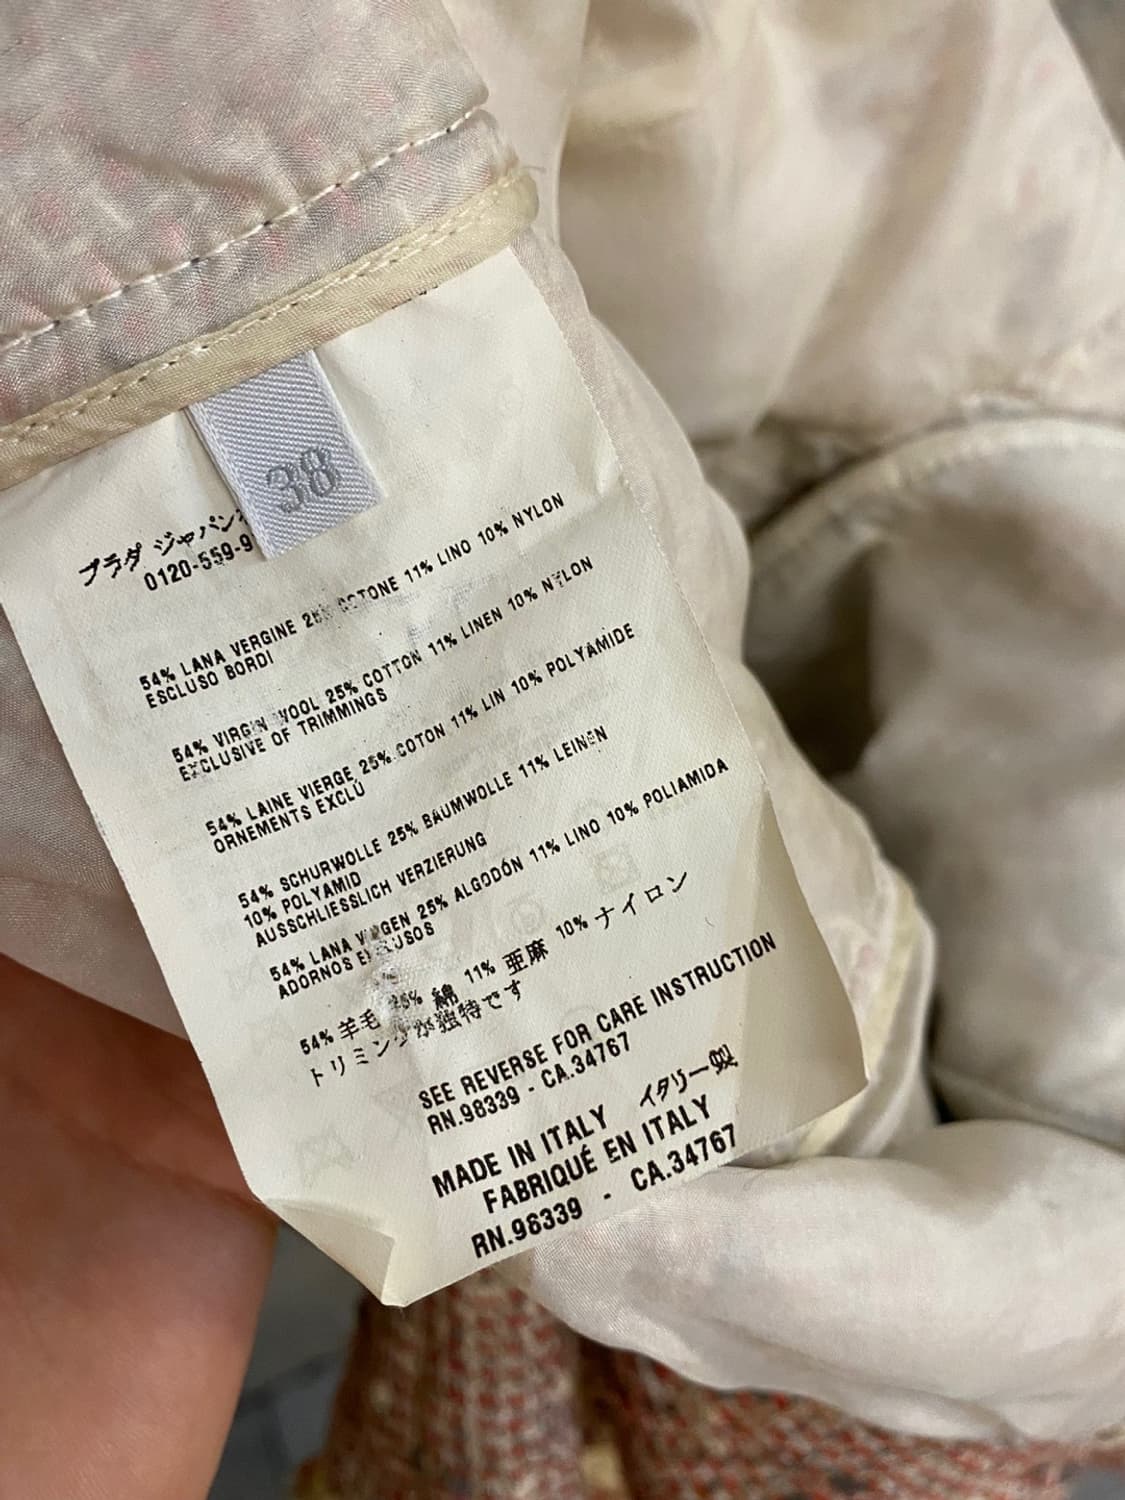 38
プラダ ジャパン
0120-559-9
54% LANA VERGINE 25% COTONE 11% LINO 10% NYLON
ESCLUSO BORDI
54% VIRGIN WOOL 25% COTTON 11% LINEN 10% NYLON
EXCLUSIVE OF TRIMMINGS
54% LAINE VIERGE 25% COTON 11% LIN 10% POLYAMIDE
ORNEMENTS EXCLÚ
54% SCHURWOLLE 25% BAUMWOLLE 11% LEINEN
10% POLYAMID
AUSSCHLIESSLICH VERZIERUNG
54% LANA VIRGEN 25% ALGODÓN 11% LINO 10% POLIAMIDA
ADORNOS EXCLUSOS
54% 羊毛 25% 綿 11% 亜麻 10% ナイロン
トリミングが独特です
SEE REVERSE FOR CARE INSTRUCTION
RN.98339 - CA.34767
MADE IN ITALY イタリー製
FABRIQUÉ EN ITALY
RN.98339 - CA.34767